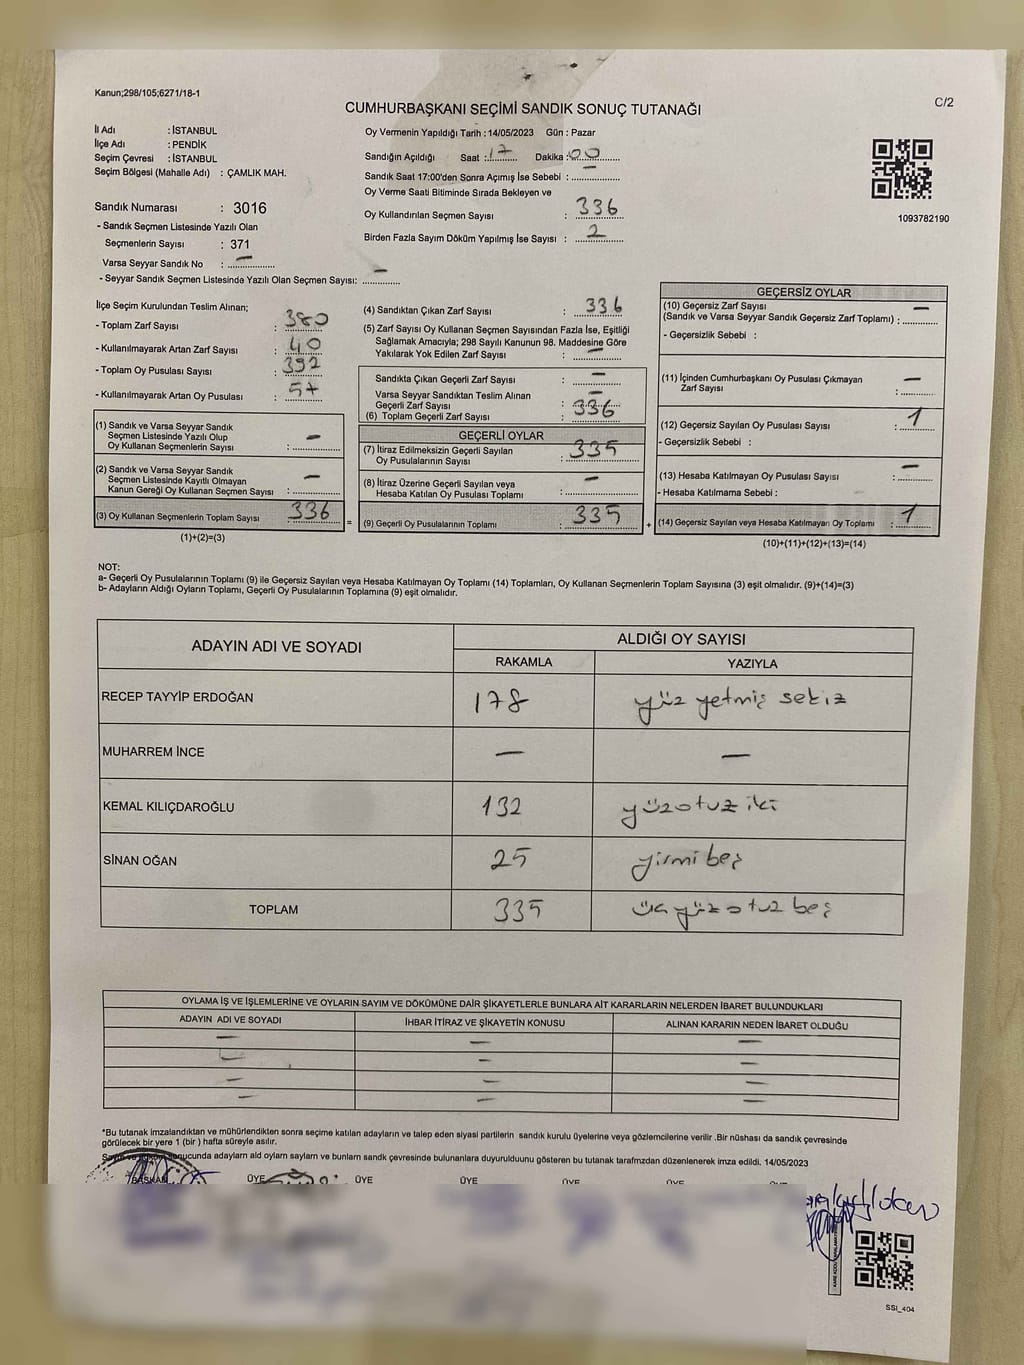 Kanun;298/105;6271/18-1
C/2
CUMHURBAŞKANI SEÇİMİ SANDIK SONUÇ TUTANAĞI
İl Adı : İSTANBUL
İlçe Adı : PENDİK
Seçim Çevresi : İSTANBUL
Seçim Bölgesi (Mahalle Adı) : ÇAMLIK MAH.
Oy Vermenin Yapıldığı Tarih : 14/05/2023 Gün : Pazar
Sandığın Açıldığı Saat : 17 Dakika : 00
Sandık Saat 17:00'den Sonra Açımış İse Sebebi : —
Oy Verme Saati Bitiminde Sırada Bekleyen ve
Oy Kullandırılan Seçmen Sayısı : 336
Birden Fazla Sayım Döküm Yapılmış İse Sayısı : 2
1093782190
Sandık Numarası : 3016
- Sandık Seçmen Listesinde Yazılı Olan
Seçmenlerin Sayısı : 371
Varsa Seyyar Sandık No : —
- Seyyar Sandık Seçmen Listesinde Yazılı Olan Seçmen Sayısı: —
İlçe Seçim Kurulundan Teslim Alınan;
- Toplam Zarf Sayısı : 380
- Kullanılmayarak Artan Zarf Sayısı : 40
- Toplam Oy Pusulası Sayısı : 392
- Kullanılmayarak Artan Oy Pusulası : 57
(1) Sandık ve Varsa Seyyar Sandık
Seçmen Listesinde Yazılı Olup
Oy Kullanan Seçmenlerin Sayısı : —
(2) Sandık ve Varsa Seyyar Sandık
Seçmen Listesinde Kayıtlı Olmayan
Kanun Gereği Oy Kullanan Seçmen Sayısı : —
(3) Oy Kullanan Seçmenlerin Toplam Sayısı : 336 =
(1)+(2)=(3)
(4) Sandıktan Çıkan Zarf Sayısı : 336
(5) Zarf Sayısı Oy Kullanan Seçmen Sayısından Fazla İse, Eşitliği
Sağlamak Amacıyla; 298 Sayılı Kanunun 98. Maddesine Göre
Yakılarak Yok Edilen Zarf Sayısı : —
Sandıkta Çıkan Geçerli Zarf Sayısı : —
Varsa Seyyar Sandıktan Teslim Alınan
Geçerli Zarf Sayısı : —
(6) Toplam Geçerli Zarf Sayısı : 336
GEÇERLİ OYLAR
(7) İtiraz Edilmeksizin Geçerli Sayılan
Oy Pusulalarının Sayısı : 335
(8) İtiraz Üzerine Geçerli Sayılan veya
Hesaba Katılan Oy Pusulası Toplamı : —
(9) Geçerli Oy Pusulalarının Toplamı : 335 +
GEÇERSİZ OYLAR
(10) Geçersiz Zarf Sayısı
(Sandık ve Varsa Seyyar Sandık Geçersiz Zarf Toplamı) : —
- Geçersizlik Sebebi :
(11) İçinden Cumhurbaşkanı Oy Pusulası Çıkmayan
Zarf Sayısı : —
(12) Geçersiz Sayılan Oy Pusulası Sayısı : 1
- Geçersizlik Sebebi :
(13) Hesaba Katılmayan Oy Pusulası Sayısı : —
- Hesaba Katılmama Sebebi :
(14) Geçersiz Sayılan veya Hesaba Katılmayan Oy Toplamı : 1
(10)+(11)+(12)+(13)=(14)
NOT:
a- Geçerli Oy Pusulalarının Toplamı (9) ile Geçersiz Sayılan veya Hesaba Katılmayan Oy Toplamı (14) Toplamları, Oy Kullanan Seçmenlerin Toplam Sayısına (3) eşit olmalıdır. (9)+(14)=(3)
b- Adayların Aldığı Oyların Toplamı, Geçerli Oy Pusulalarının Toplamına (9) eşit olmalıdır.
ADAYIN ADI VE SOYADI ALDIĞI OY SAYISI
RAKAMLA YAZIYLA
RECEP TAYYİP ERDOĞAN 178 yüz yetmiş sekiz
MUHARREM İNCE — —
KEMAL KILIÇDAROĞLU 132 yüzotuz iki
SİNAN OĞAN 25 yirmi beş
TOPLAM 335 üçyüzotuz beş
OYLAMA İŞ VE İŞLEMLERİNE VE OYLARIN SAYIM VE DÖKÜMÜNE DAİR ŞİKAYETLERLE BUNLARA AİT KARARLARIN NELERDEN İBARET BULUNDUKLARI
ADAYIN ADI VE SOYADI İHBAR İTİRAZ VE ŞİKAYETİN KONUSU ALINAN KARARIN NEDEN İBARET OLDUĞU
— — —
— — —
— — —
— — —
*Bu tutanak imzalandıktan ve mühürlendikten sonra seçime katılan adayların ve talep eden siyasi partilerin sandık kurulu üyelerine veya gözlemcilerine verilir .Bir nüshası da sandık çevresinde
görülecek bir yere 1 (bir ) hafta süreyle asılır.
sonucunda adayların ald oyların sayların ve bunların sandk çevresinde bulunanlara duyurulduunu gösteren bu tutanak tarafmzdan düzenlenerek imza edildi. 14/05/2023
BAŞKAN ÜYE ÜYE ÜYE ÜYE ÜYE
SSI_404